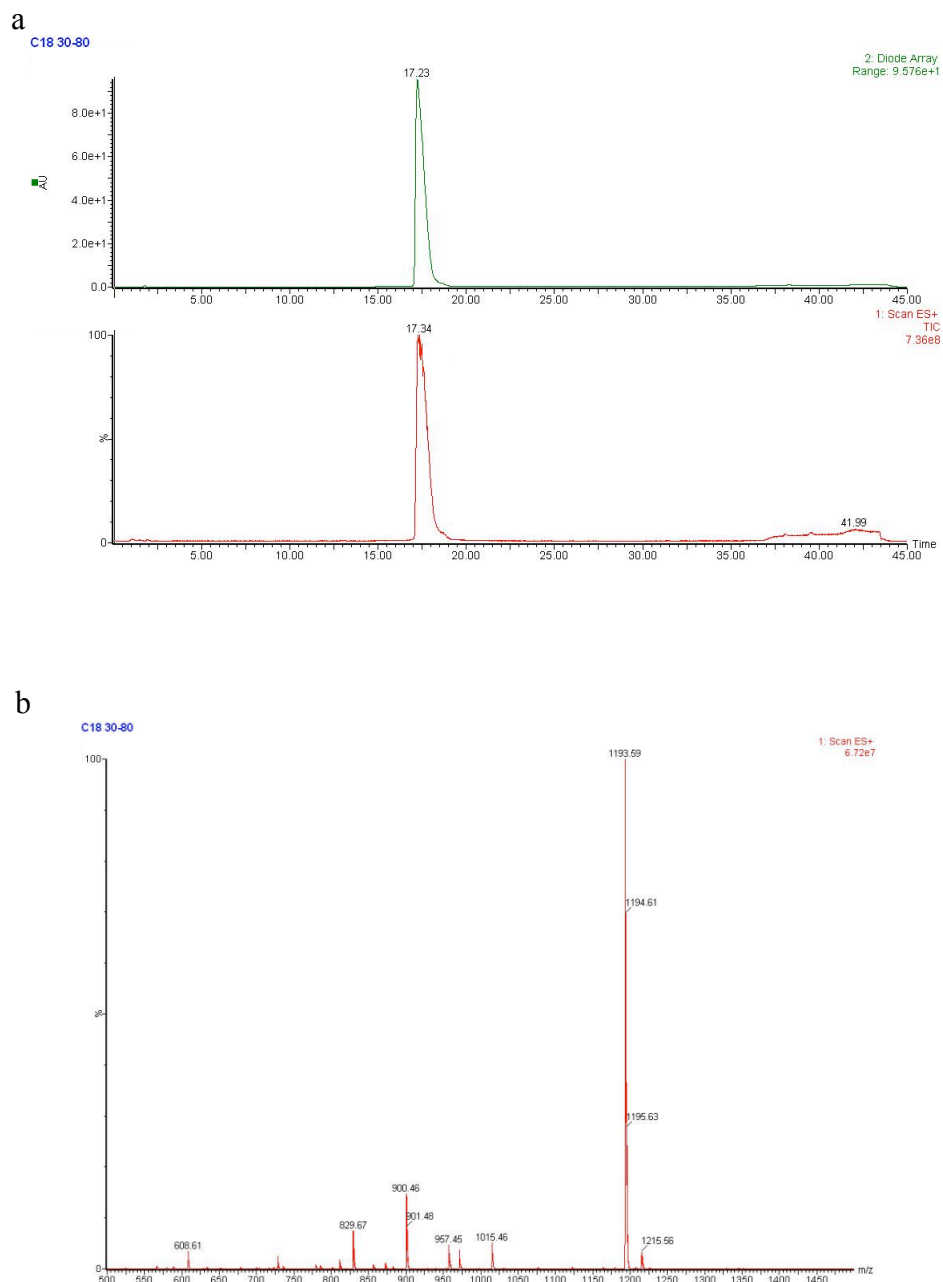 a
C18 30-80
2: Diode Array
Range: 9.576e+1
17.23
8.0e+1
6.0e+1
AU
4.0e+1
2.0e+1
0.0
5.00 10.00 15.00 20.00 25.00 30.00 35.00 40.00 45.00
1: Scan ES+
TIC
7.36e8
17.34
100
%
41.99
0
Time
5.00 10.00 15.00 20.00 25.00 30.00 35.00 40.00 45.00
b
C18 30-80
1: Scan ES+
6.72e7
1193.59
100
1194.61
%
1195.63
900.46
901.48
829.67
957.45 1015.46
608.61
1215.56
0
m/z
500 550 600 650 700 750 800 850 900 950 1000 1050 1100 1150 1200 1250 1300 1350 1400 1450